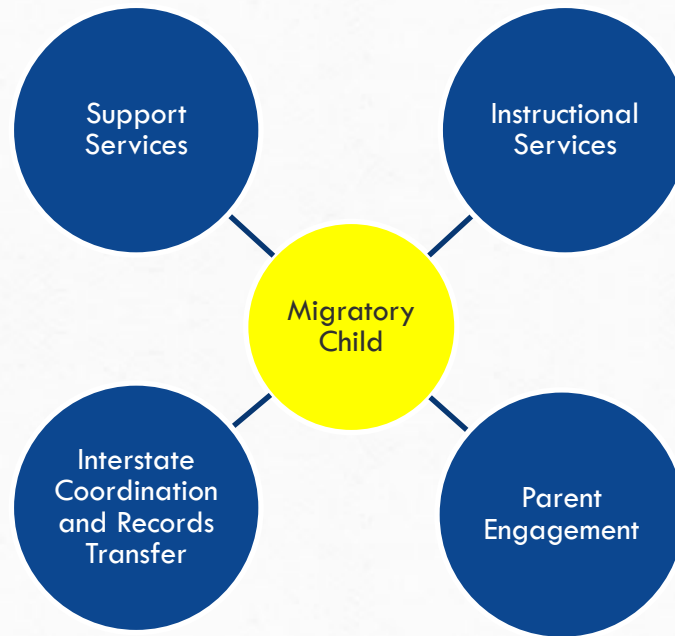 Support
Services
Instructional
Services
Migratory
Child
Interstate
Coordination
and Records
Transfer
Parent
Engagement